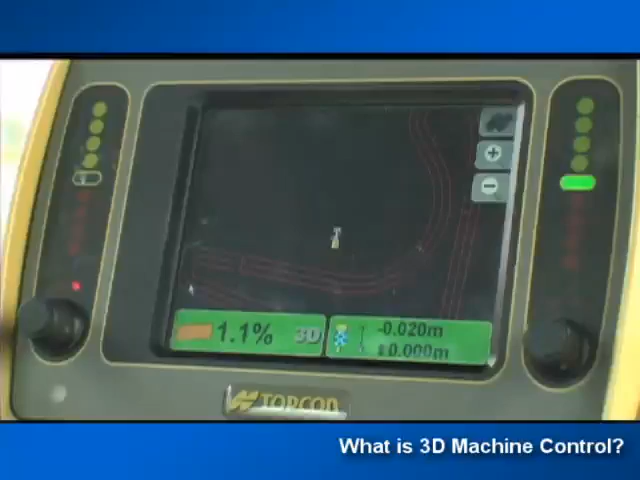 1.1% 3D
-0.020m
±0.000m
TOPCON
What is 3D Machine Control?